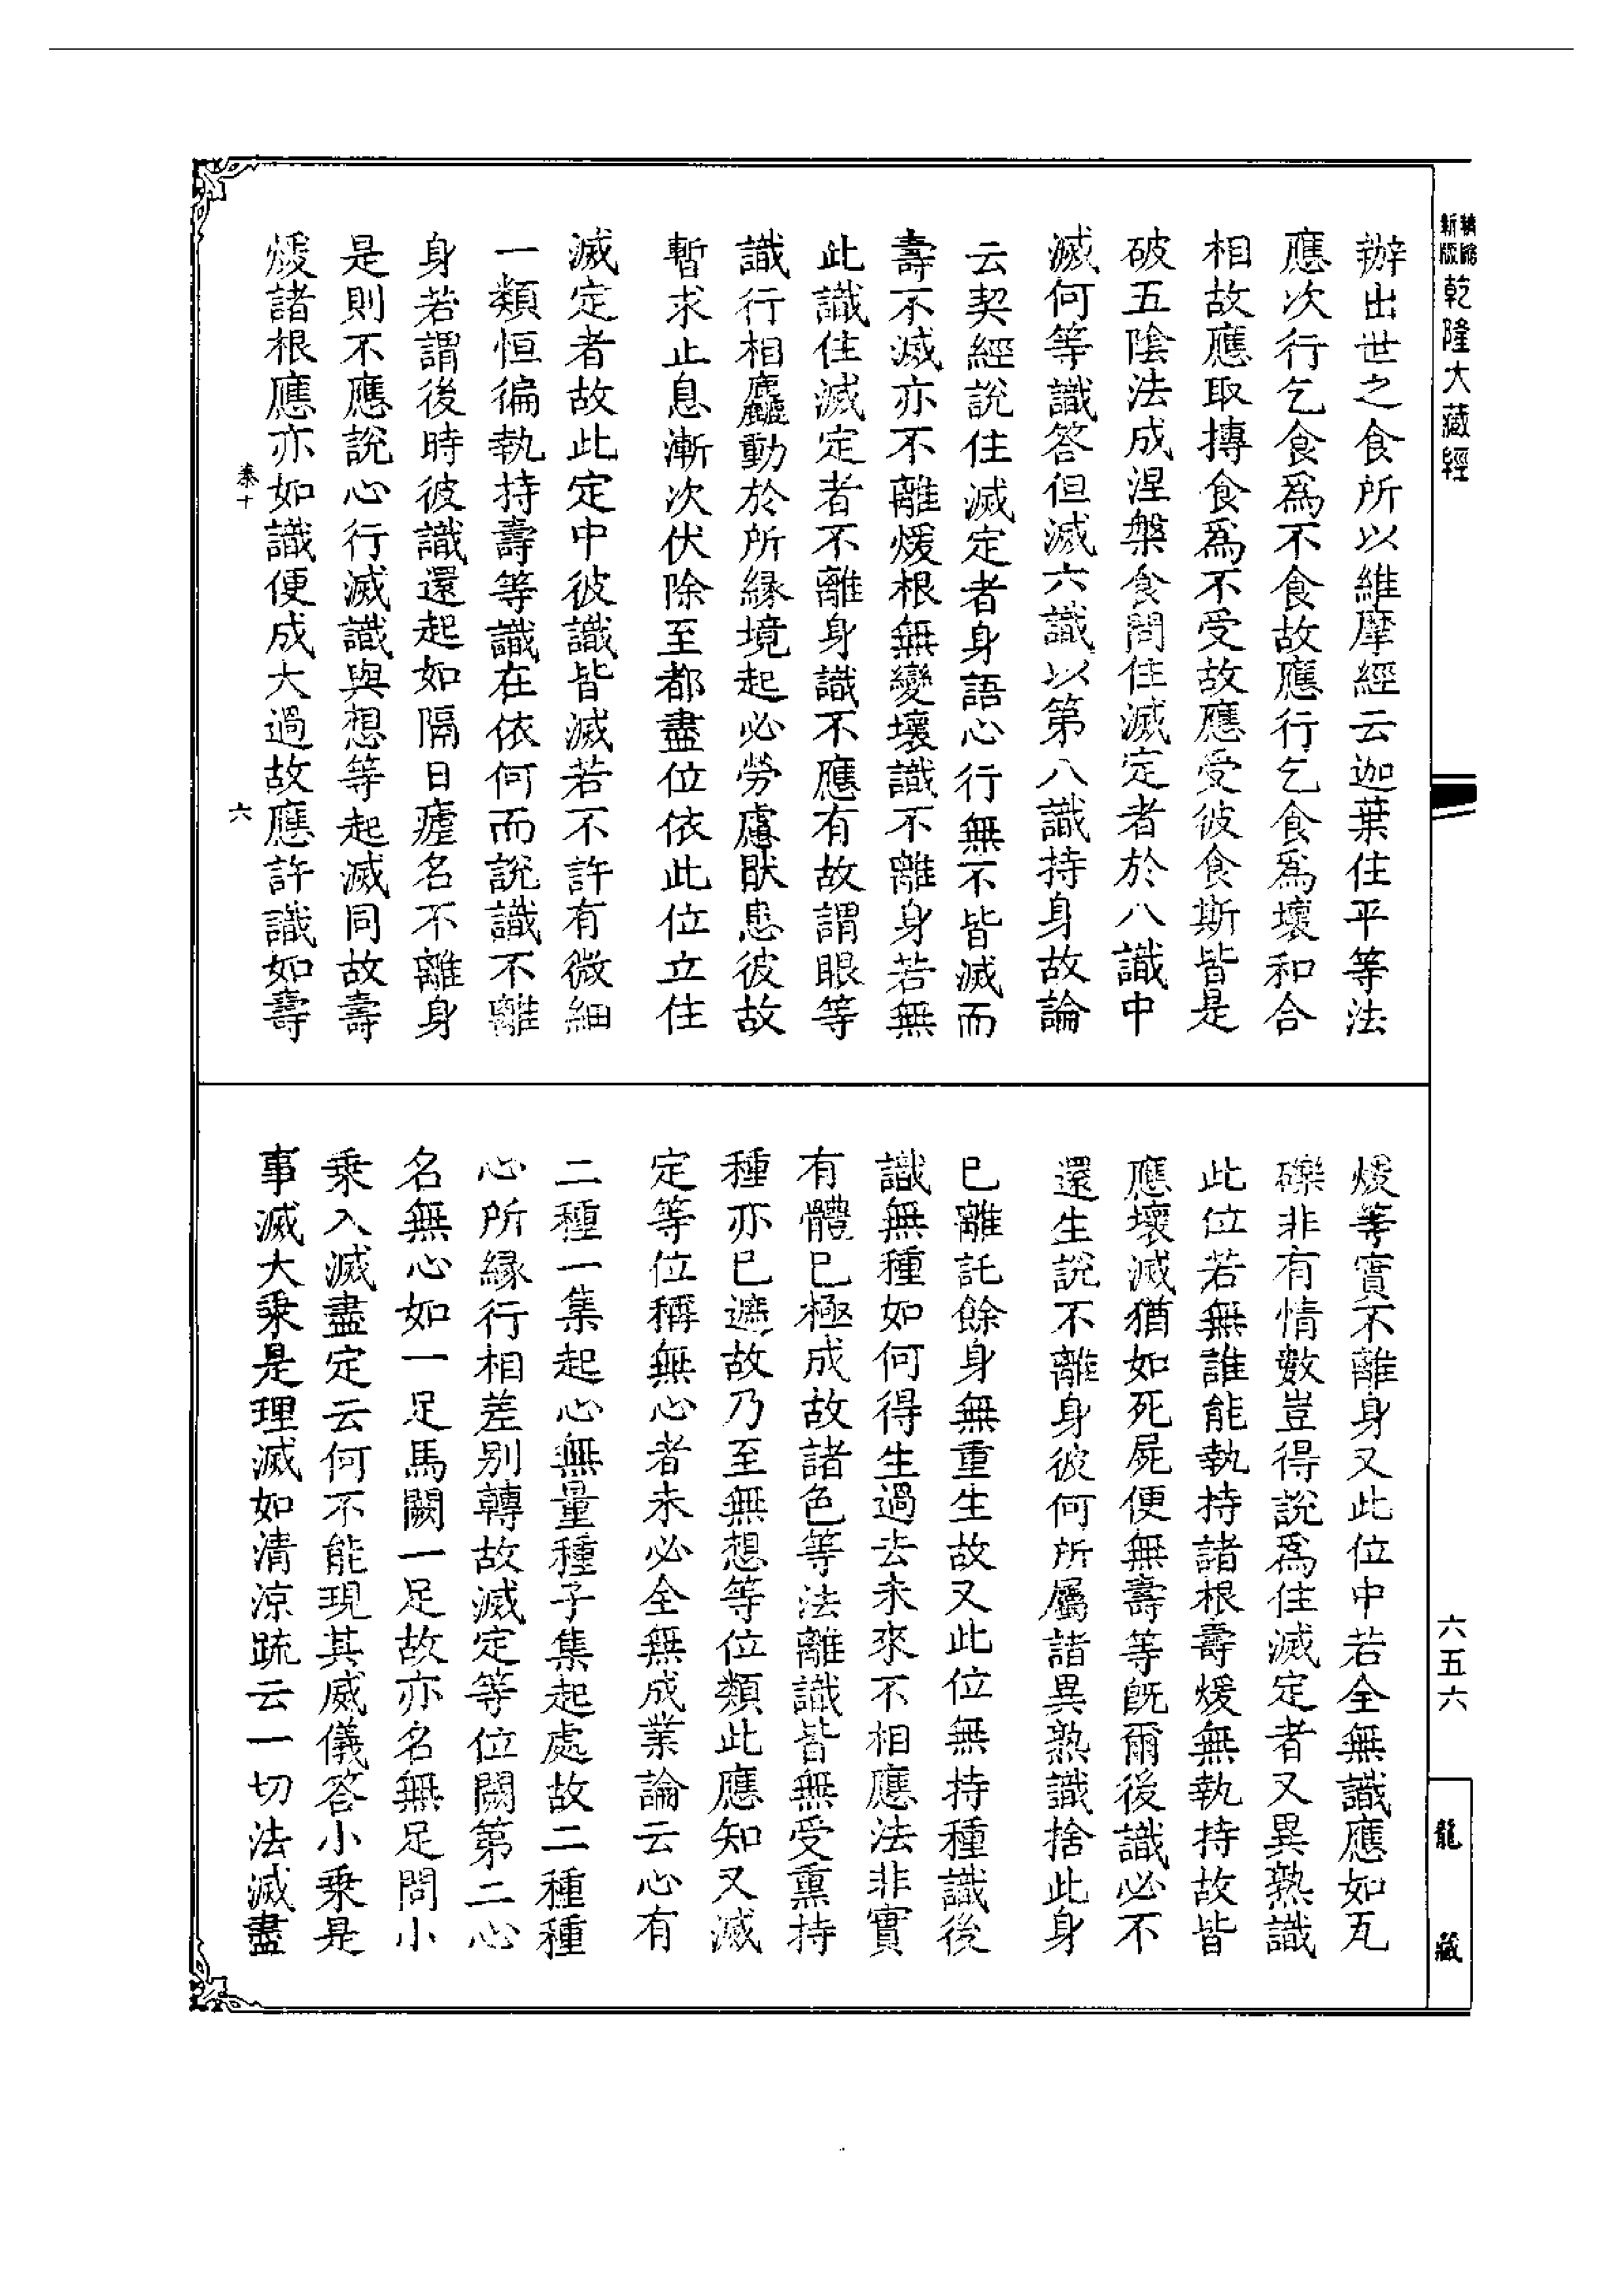 精縮新版乾隆大藏經
辦出世之食所以維摩經云迦葉住平等法
應次行乞食爲不食故應行乞食爲壞和合
相故應取摶食爲不受故應受彼食斯皆是
破五陰法成涅槃食問住滅定者於八識中
滅何等識答但滅六識以第八識持身故論
云契經說住滅定者身語心行無不皆滅而
壽不滅亦不離煖根無變壞識不離身若無
此識住滅定者不離身識不應有故謂眼等
識行相麤動於所緣境起必勞慮猒患彼故
暫求止息漸次伏除至都盡位依此位立住
滅定者故此定中彼識皆滅若不許有微細
一類恒徧執持壽等識在依何而說識不離
身若謂後時彼識還起如隔日瘧名不離身
是則不應說心行滅識與想等起滅同故壽
煖諸根應亦如識便成大過故應許識如壽
秦十
六
煖等實不離身又此位中若全無識應如瓦
礫非有情數豈得說爲住滅定者又異熟識
此位若無誰能執持諸根壽煖無執持故皆
應壞滅猶如死屍便無壽等旣爾後識必不
還生說不離身彼何所屬諸異熟識捨此身
已離託餘身無重生故又此位無持種識後
識無種如何得生過去未來不相應法非實
有體已極成故諸色等法離識皆無受熏持
種亦已遮故乃至無想等位類此應知又滅
定等位稱無心者未必全無成業論云心有
二種一集起心無量種子集起處故二種種
心所緣行相差别轉故滅定等位闕第二心
名無心如一足馬闕一足故亦名無足問小
乘入滅盡定云何不能現其威儀答小乘是
事滅大乘是理滅如清涼疏云一切法滅盡
六五六
龍藏